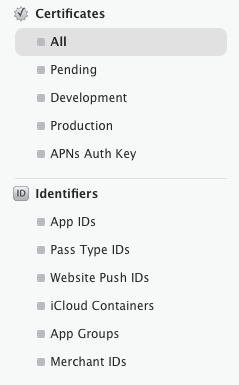 Certificates
All
Pending
Development
Production
APNs Auth Key
ID Identifiers
App IDs
Pass Type IDs
Website Push IDs
iCloud Containers
App Groups
Merchant IDs